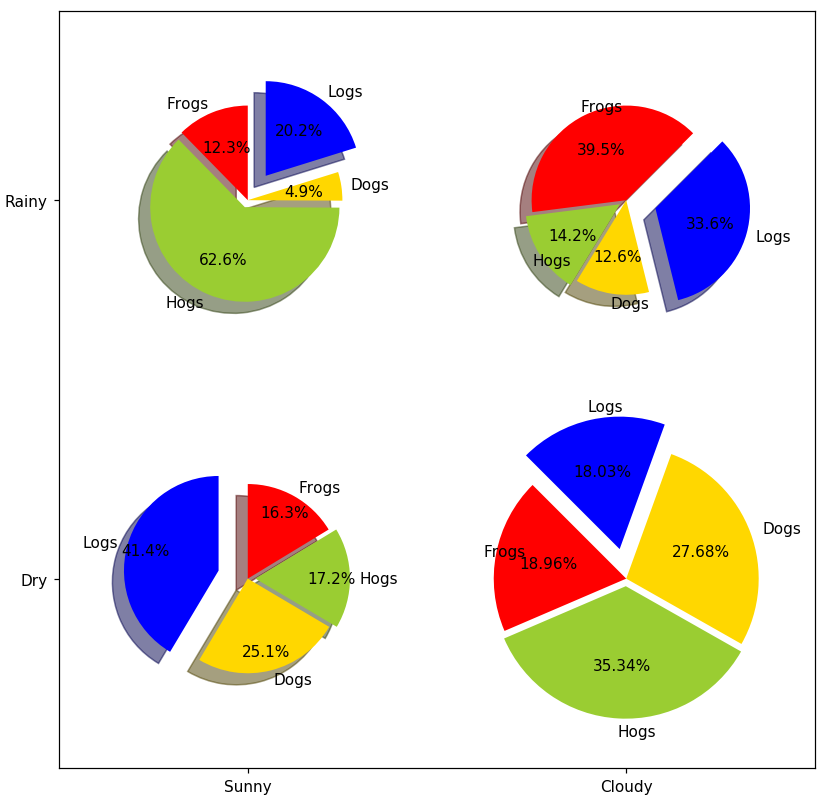 Frogs
Logs
12.3%
20.2%
Dogs
4.9%
62.6%
Hogs
Frogs
39.5%
33.6%
Logs
14.2%
12.6%
Hogs
Dogs
Rainy
Frogs
16.3%
Logs
41.4%
17.2%
Hogs
25.1%
Dogs
Logs
18.03%
Dogs
27.68%
Frogs
18.96%
35.34%
Hogs
Dry
Sunny
Cloudy